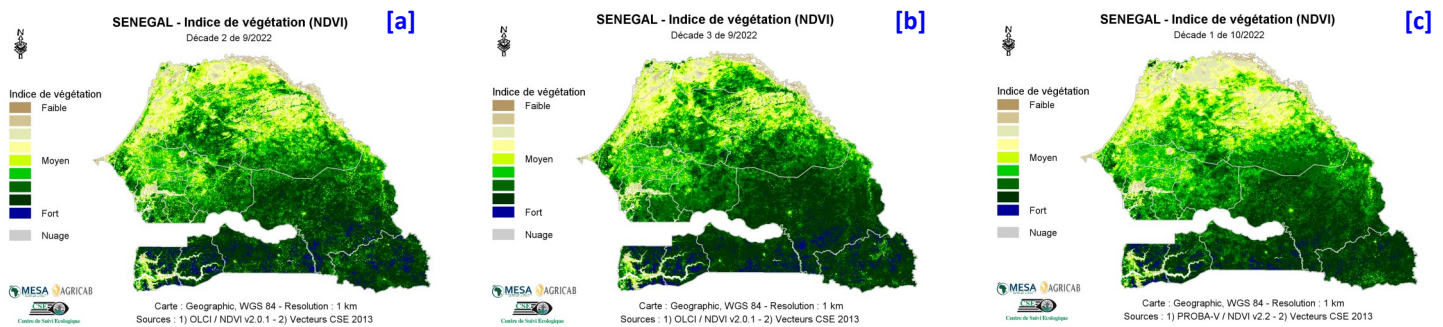 SENEGAL - Indice de végétation (NDVI)
[a]
Décade 2 de 9/2022
N
Indice de végétation
Faible
Moyen
Fort
Nuage
MESA AGRICAB
CSE
Centre de Suivi Ecologique
Carte : Geographic, WGS 84 - Resolution : 1 km
Sources : 1) OLCI / NDVI v2.0.1 - 2) Vecteurs CSE 2013
SENEGAL - Indice de végétation (NDVI)
[b]
Décade 3 de 9/2022
N
Indice de végétation
Faible
Moyen
Fort
Nuage
MESA AGRICAB
CSE
Centre de Suivi Ecologique
Carte : Geographic, WGS 84 - Resolution : 1 km
Sources : 1) OLCI / NDVI v2.0.1 - 2) Vecteurs CSE 2013
SENEGAL - Indice de végétation (NDVI)
[c]
Décade 1 de 10/2022
N
Indice de végétation
Faible
Moyen
Fort
Nuage
MESA AGRICAB
CSE
Centre de Suivi Ecologique
Carte : Geographic, WGS 84 - Resolution : 1 km
Sources : 1) PROBA-V / NDVI v2.2 - 2) Vecteurs CSE 2013